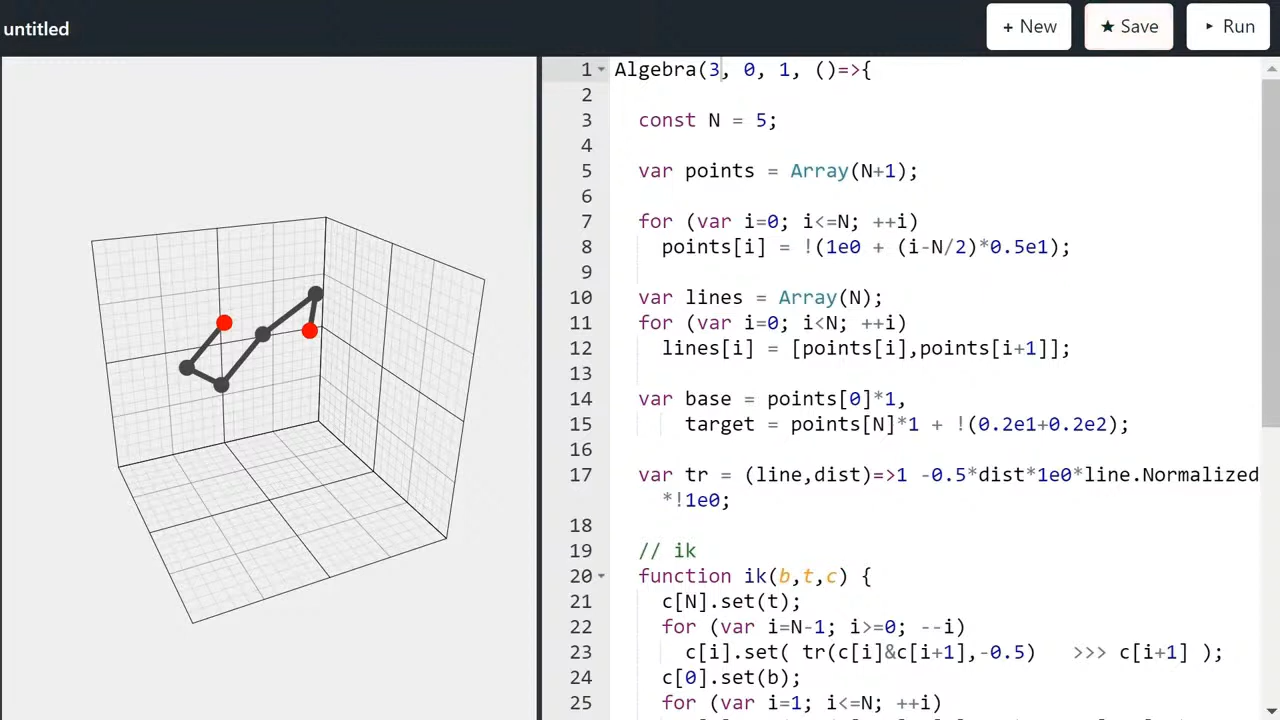 untitled
+ New
★ Save
▸ Run
1 Algebra(3, 0, 1, ()=>{
2
3 const N = 5;
4
5 var points = Array(N+1);
6
7 for (var i=0; i<=N; ++i)
8 points[i] = !(1e0 + (i-N/2)*0.5e1);
9
10 var lines = Array(N);
11 for (var i=0; i<N; ++i)
12 lines[i] = [points[i],points[i+1]];
13
14 var base = points[0]*1,
15 target = points[N]*1 + !(0.2e1+0.2e2);
16
17 var tr = (line,dist)=>1 -0.5*dist*1e0*line.Normalized
*!1e0;
18
19 // ik
20 function ik(b,t,c) {
21 c[N].set(t);
22 for (var i=N-1; i>=0; --i)
23 c[i].set( tr(c[i]&c[i+1],-0.5) >>> c[i+1] );
24 c[0].set(b);
25 for (var i=1; i<=N; ++i)